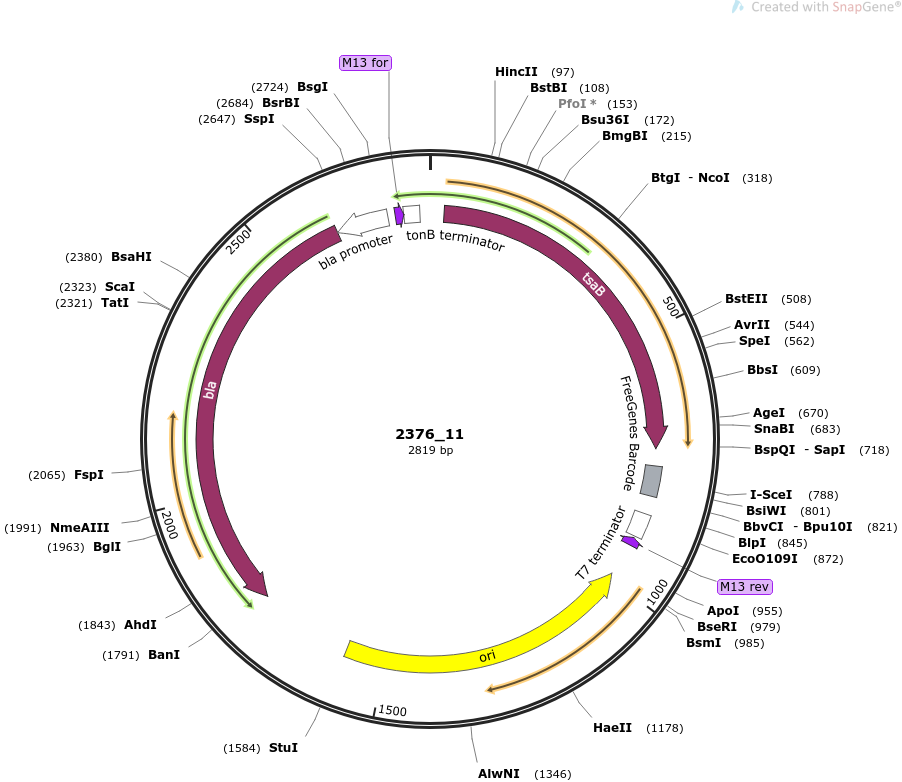 Created with SnapGene®
M13 for
(2724) BsgI
(2684) BsrBI
(2647) SspI
HincII (97)
BstBI (108)
PfoI * (153)
Bsu36I (172)
BmgBI (215)
BtgI - NcoI (318)
BstEII (508)
AvrII (544)
SpeI (562)
BbsI (609)
AgeI (670)
SnaBI (683)
BspQI - SapI (718)
I-SceI (788)
BsiWI (801)
BbvCI - Bpu10I (821)
BlpI (845)
EcoO109I (872)
M13 rev
ApoI (955)
BseRI (979)
BsmI (985)
HaeII (1178)
AlwNI (1346)
(1584) StuI
(1791) BanI
(1843) AhdI
(1963) BglI
(1991) NmeAIII
(2065) FspI
(2321) TatI
(2323) ScaI
(2380) BsaHI
500
1000
1500
2000
2500
bla promoter
tonB terminator
tsaB
FreeGenes Barcode
T7 terminator
ori
bla
2376_11
2819 bp